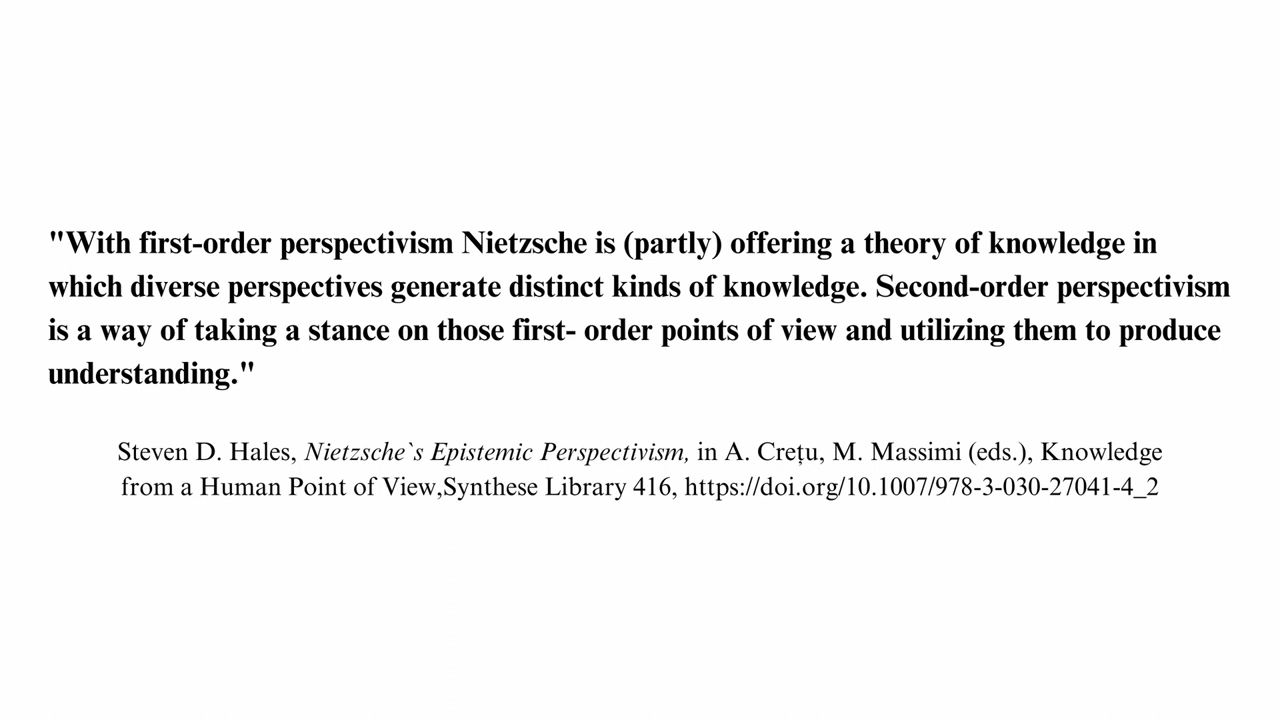 "With first-order perspectivism Nietzsche is (partly) offering a theory of knowledge in
which diverse perspectives generate distinct kinds of knowledge. Second-order perspectivism
is a way of taking a stance on those first- order points of view and utilizing them to produce
understanding."
Steven D. Hales, Nietzsche`s Epistemic Perspectivism, in A. Crețu, M. Massimi (eds.), Knowledge
from a Human Point of View,Synthese Library 416, https://doi.org/10.1007/978-3-030-27041-4_2